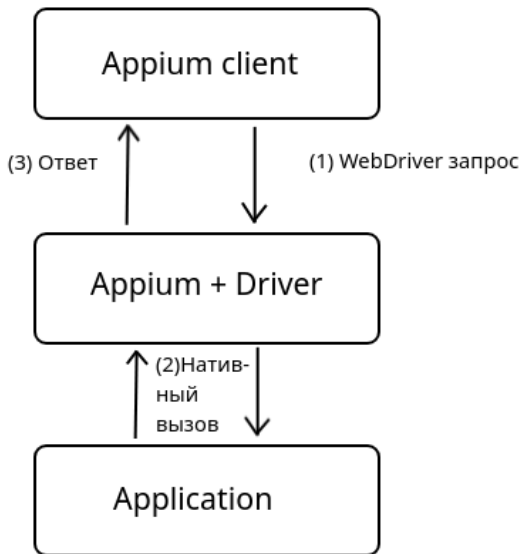 Appium client
(3) Ответ
(1) WebDriver запрос
Appium + Driver
(2)Натив-
ный
вызов
Application